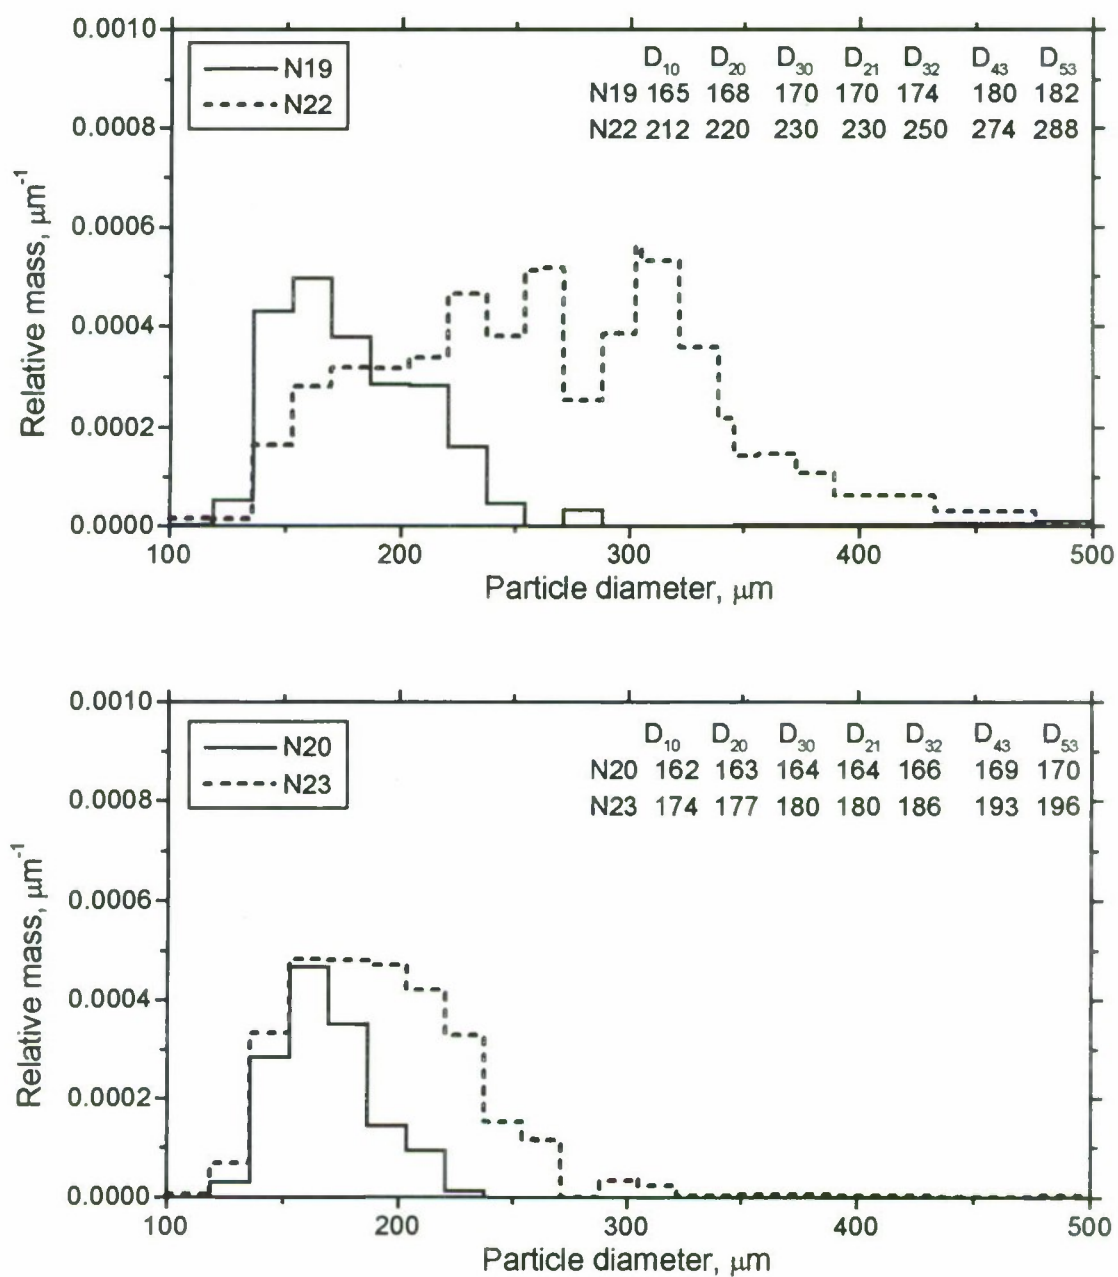 0.0010
0.0008
0.0006
0.0004
0.0002
0.0000
Relative mass, μm⁻¹
N19
N22
D₁₀ D₂₀ D₃₀ D₂₁ D₃₂ D₄₃ D₅₃
N19 165 168 170 170 174 180 182
N22 212 220 230 230 250 274 288
100 200 300 400 500
Particle diameter, μm
0.0010
0.0008
0.0006
0.0004
0.0002
0.0000
Relative mass, μm⁻¹
N20
N23
D₁₀ D₂₀ D₃₀ D₂₁ D₃₂ D₄₃ D₅₃
N20 162 163 164 164 166 169 170
N23 174 177 180 180 186 193 196
100 200 300 400 500
Particle diameter, μm